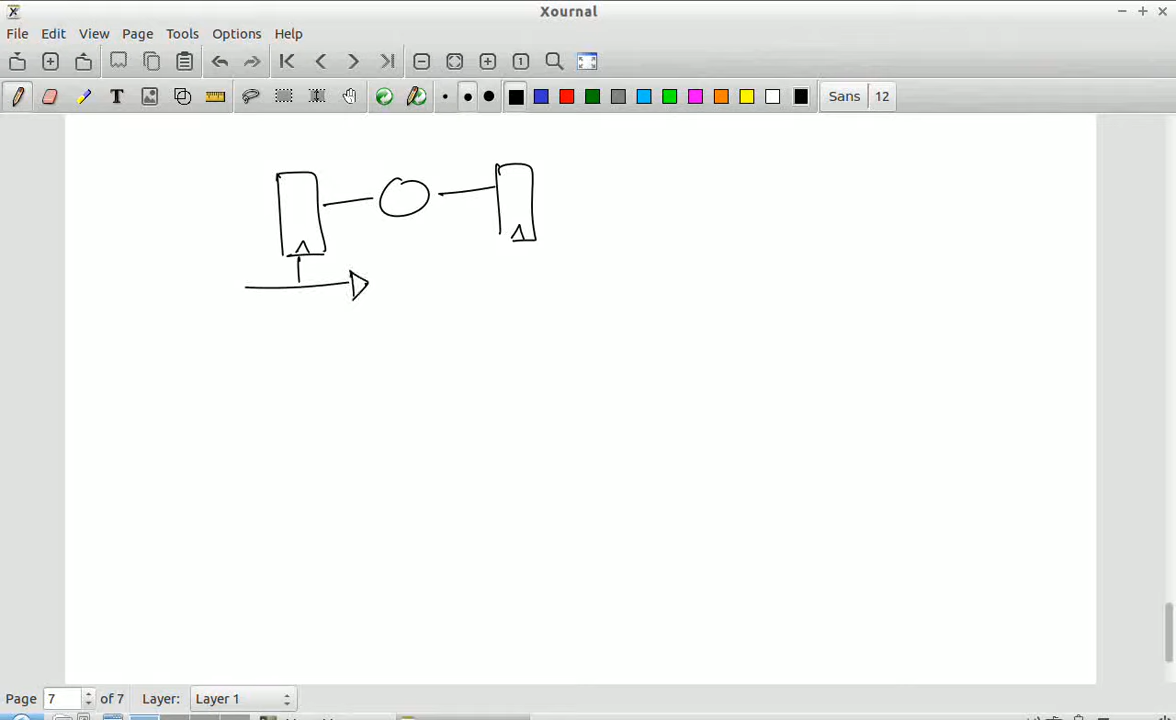 Xournal
File Edit View Page Tools Options Help
Sans 12
Page 7 of 7 Layer: Layer 1